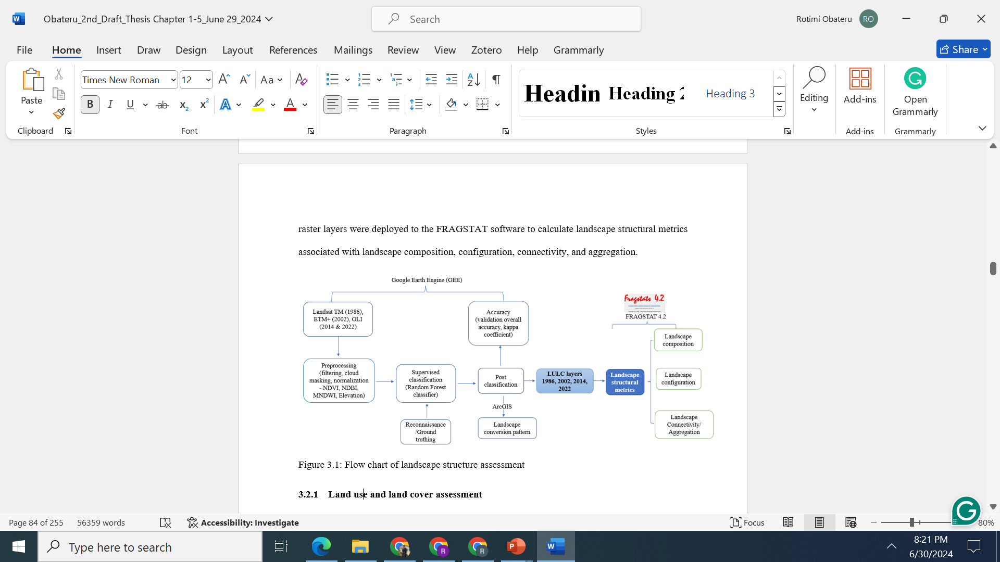 Obateru_2nd_Draft_Thesis Chapter 1-5_June 29_2024
Search
Rotimi Obateru
RO
File
Home
Insert
Draw
Design
Layout
References
Mailings
Review
View
Zotero
Help
Grammarly
Share
Paste
Times New Roman
12
Headin
Heading 2
Heading 3
Editing
Add-ins
Open
Grammarly
Clipboard
Font
Paragraph
Styles
Add-ins
Grammarly
raster layers were deployed to the FRAGSTAT software to calculate landscape structural metrics
associated with landscape composition, configuration, connectivity, and aggregation.
Google Earth Engine (GEE)
Landsat TM (1986),
ETM+ (2002), OLI
(2014 & 2022)
Accuracy
(validation overall
accuracy, kappa
coefficient)
Fragstats 4.2
FRAGSTAT 4.2
Landscape
composition
Preprocessing
(filtering, cloud
masking, normalization
- NDVI, NDBI,
MNDWI, Elevation)
Supervised
classification
(Random Forest
classifier)
Post
classification
LULC layers
1986, 2002, 2014,
2022
Landscape
structural
metrics
Landscape
configuration
ArcGIS
Reconnaissance
/Ground
truthing
Landscape
conversion pattern
Landscape
Connectivity/
Aggregation
Figure 3.1: Flow chart of landscape structure assessment
3.2.1 Land use and land cover assessment
Page 84 of 255
56359 words
Accessibility: Investigate
Focus
80%
Type here to search
8:21 PM
6/30/2024